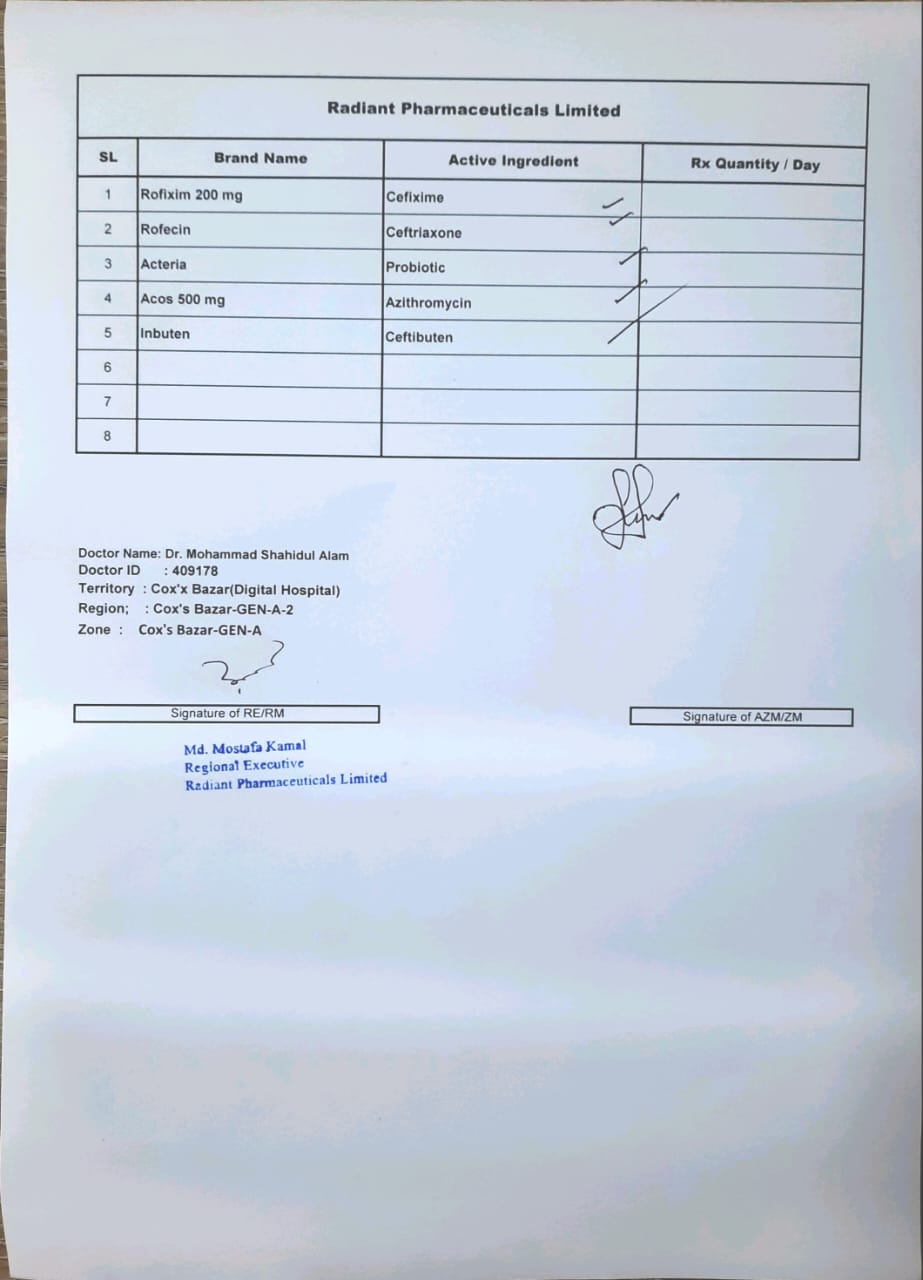 Radiant Pharmaceuticals Limited
SL Brand Name Active Ingredient Rx Quantity / Day
1 Rofixim 200 mg Cefixime
2 Rofecin Ceftriaxone
3 Acteria Probiotic
4 Acos 500 mg Azithromycin
5 Inbuten Ceftibuten
6
7
8
Doctor Name: Dr. Mohammad Shahidul Alam
Doctor ID : 409178
Territory : Cox'x Bazar(Digital Hospital)
Region; : Cox's Bazar-GEN-A-2
Zone : Cox's Bazar-GEN-A
Signature of RE/RM Signature of AZM/ZM
Md. Mostafa Kamal
Regional Executive
Radiant Pharmaceuticals Limited